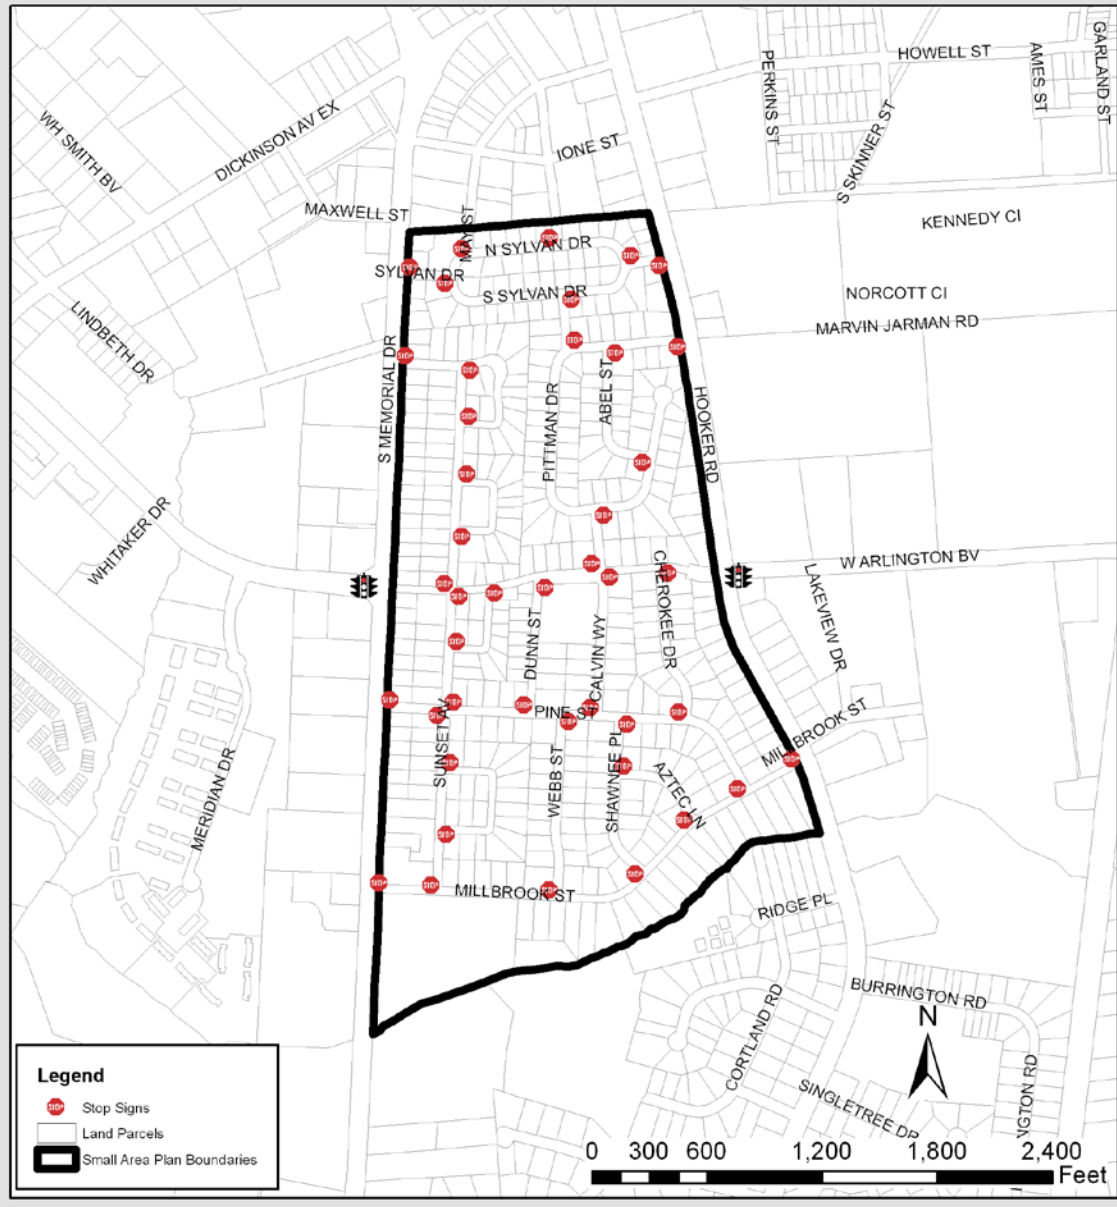 HOWELL ST
PERKINS ST
AMES ST
GARLAND ST
WH SMITH BV
DICKINSON AV EX
IONE ST
S SKINNER ST
MAXWELL ST
MAY ST
KENNEDY CI
N SYLVAN DR
SYLVAN DR
S SYLVAN DR
NORCOTT CI
MARVIN JARMAN RD
LINDBETH DR
S MEMORIAL DR
PITTMAN DR
ABEL ST
HOOKER RD
WHITAKER DR
W ARLINGTON BV
CHEROKEE DR
LAKEVIEW DR
DUNN ST
CALVIN WY
PINE ST
MILLBROOK ST
SUNSET AV
WEBB ST
SHAWNEE PL
AZTEC LN
MERIDIAN DR
MILLBROOK ST
RIDGE PL
BURRINGTON RD
CORTLAND RD
N
SINGLETREE DR
NGTON RD
Legend
STOP Stop Signs
Land Parcels
Small Area Plan Boundaries
0 300 600 1,200 1,800 2,400
Feet